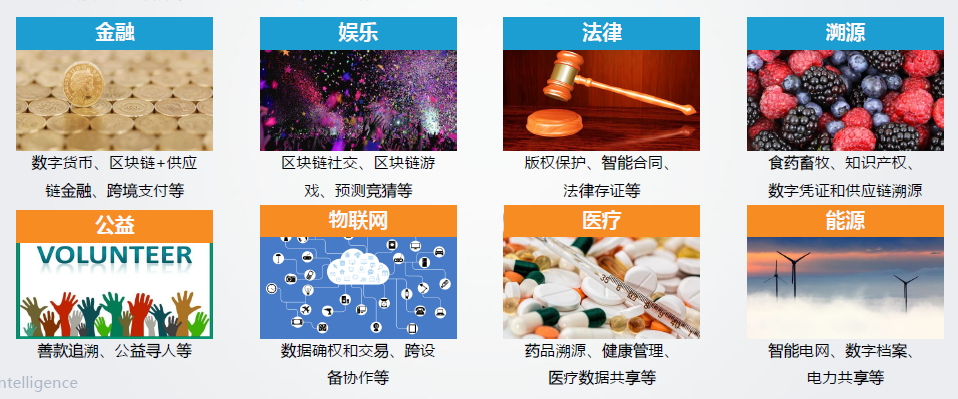 金融
娱乐
法律
溯源
数字货币、区块链+供应
链金融、跨境支付等
区块链社交、区块链游
戏、预测竞猜等
版权保护、智能合同、
法律存证等
食药畜牧、知识产权、
数字凭证和供应链溯源
公益
物联网
医疗
能源
VOLUNTEER
善款追溯、公益寻人等
数据确权和交易、跨设
备协作等
药品溯源、健康管理、
医疗数据共享等
智能电网、数字档案、
电力共享等
ntelligence